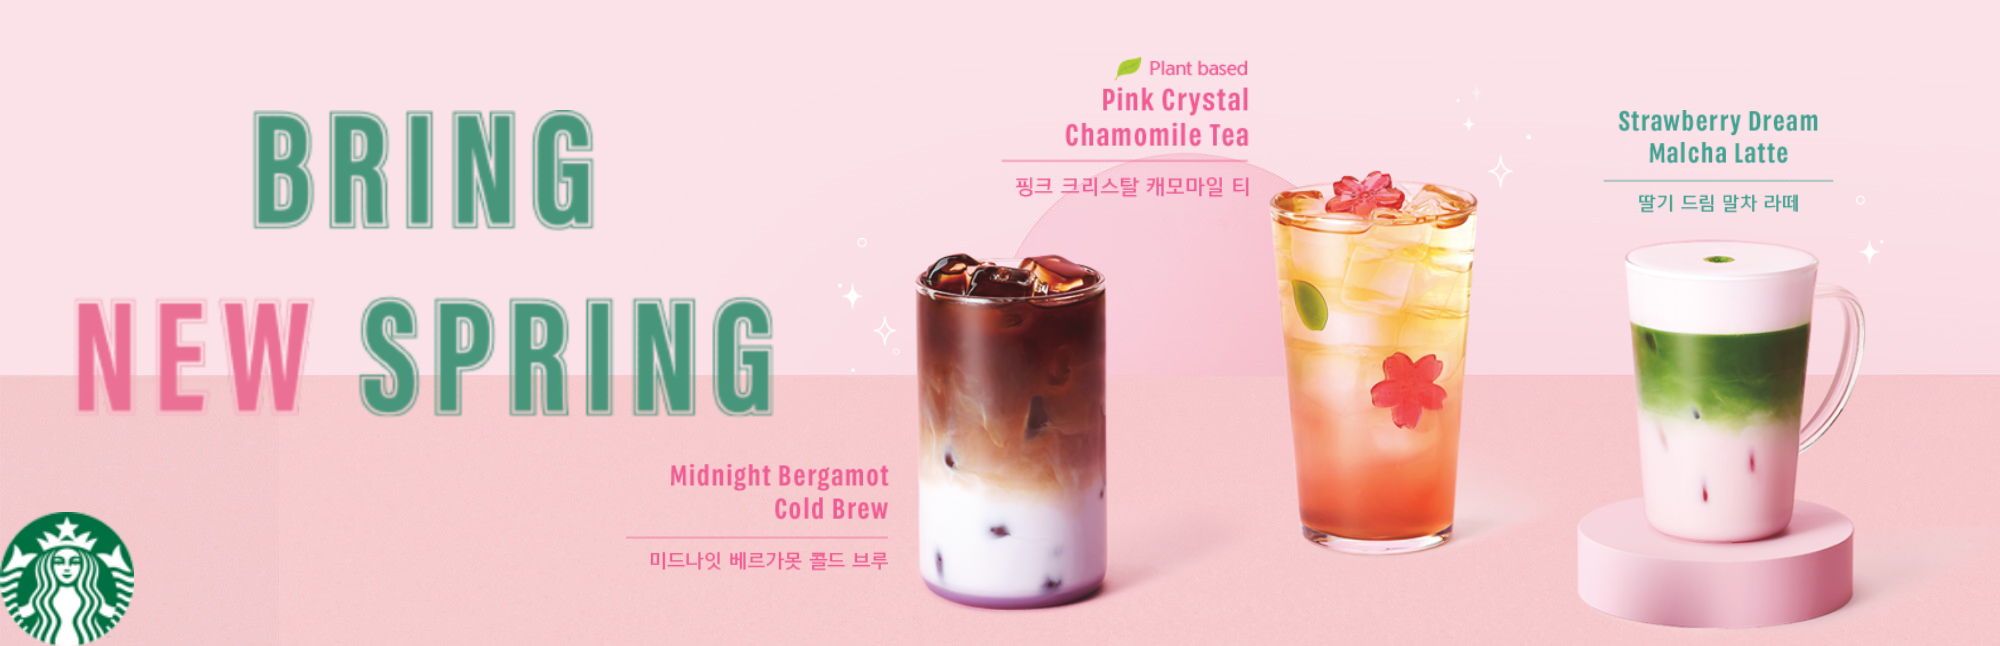 BRING
NEW SPRING
Midnight Bergamot
Cold Brew
미드나잇 베르가못 콜드 브루
Plant based
Pink Crystal
Chamomile Tea
핑크 크리스탈 캐모마일 티
Strawberry Dream
Malcha Latte
딸기 드림 말차 라떼